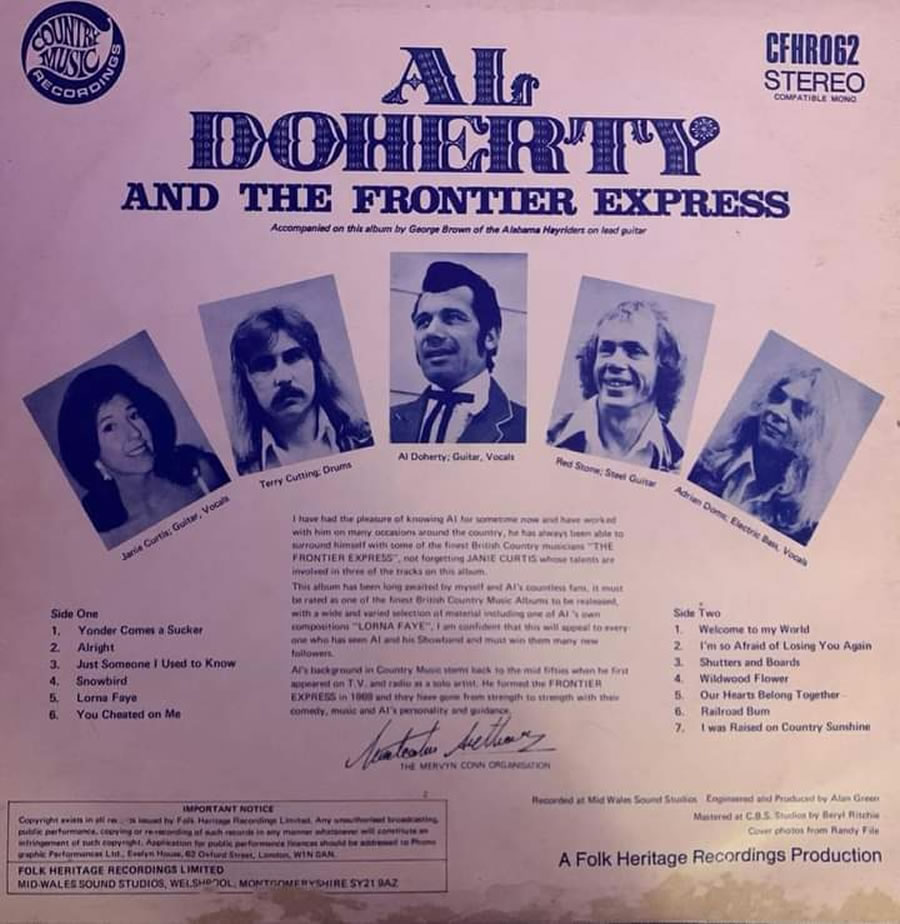 COUNTRY
MUSIC
RECORDINGS
CFHR062
STEREO
COMPATIBLE MONO
AL
DOHERTY
AND THE FRONTIER EXPRESS
Accompanied on this album by George Brown of the Alabama Hayriders on lead guitar
Janie Curtis; Guitar, Vocals
Terry Cutting; Drums
Al Doherty; Guitar, Vocals
Red Stone; Steel Guitar
Adrian Dome; Electric Bass, Vocals
I have had the pleasure of knowing Al for sometime now and have worked
with him on many occasions around the country, he has always been able to
surround himself with some of the finest British Country musicians "THE
FRONTIER EXPRESS", not forgetting JANIE CURTIS whose talents are
involved in three of the tracks on this album.
This album has been long awaited by myself and Al's countless fans, it must
be rated as one of the finest British Country Music Albums to be realeased,
with a wide and varied selection of material including one of Al 's own
compositions "LORNA FAYE", I am confident that this will appeal to every-
one who has seen Al and his Showband and must win them many new
followers.
Al's background in Country Music stems back to the mid fifties when he first
appeared on T.V. and radio as a solo artist. He formed the FRONTIER
EXPRESS in 1969 and they have gone from strength to strength with their
comedy, music and Al's personality and guidance.
THE MERVYN CONN ORGANISATION
Side One
1. Yonder Comes a Sucker
2. Alright
3. Just Someone I Used to Know
4. Snowbird
5. Lorna Faye
6. You Cheated on Me
Side Two
1. Welcome to my World
2. I'm so Afraid of Losing You Again
3. Shutters and Boards
4. Wildwood Flower
5. Our Hearts Belong Together
6. Railroad Bum
7. I was Raised on Country Sunshine
IMPORTANT NOTICE
Copyright exists in all issued by Folk Heritage Recordings Limited. Any unauthorised broadcasting,
public performance, copying or re-recording of such records in any manner whatsoever will constitute an
infringement of such copyright. Application for public performance licences should be addressed to Phono
graphic Performances Ltd., Evelyn House, 62 Oxford Street, London, W1N 0AN.
FOLK HERITAGE RECORDINGS LIMITED
MID-WALES SOUND STUDIOS, WELSHPOOL, MONTGOMERYSHIRE SY21 9AZ
Recorded at Mid Wales Sound Studios Engineered and Produced by Alan Green
Mastered at C.B.S. Studios by Beryl Ritchie
Cover photos from Randy File
A Folk Heritage Recordings Production